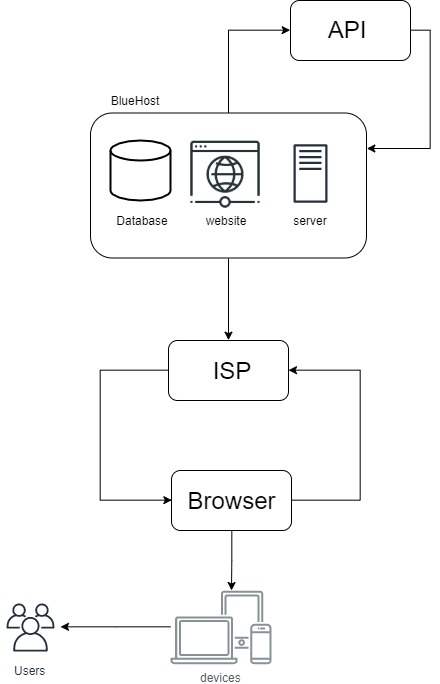 API
BlueHost
Database
website
server
ISP
Browser
Users
devices